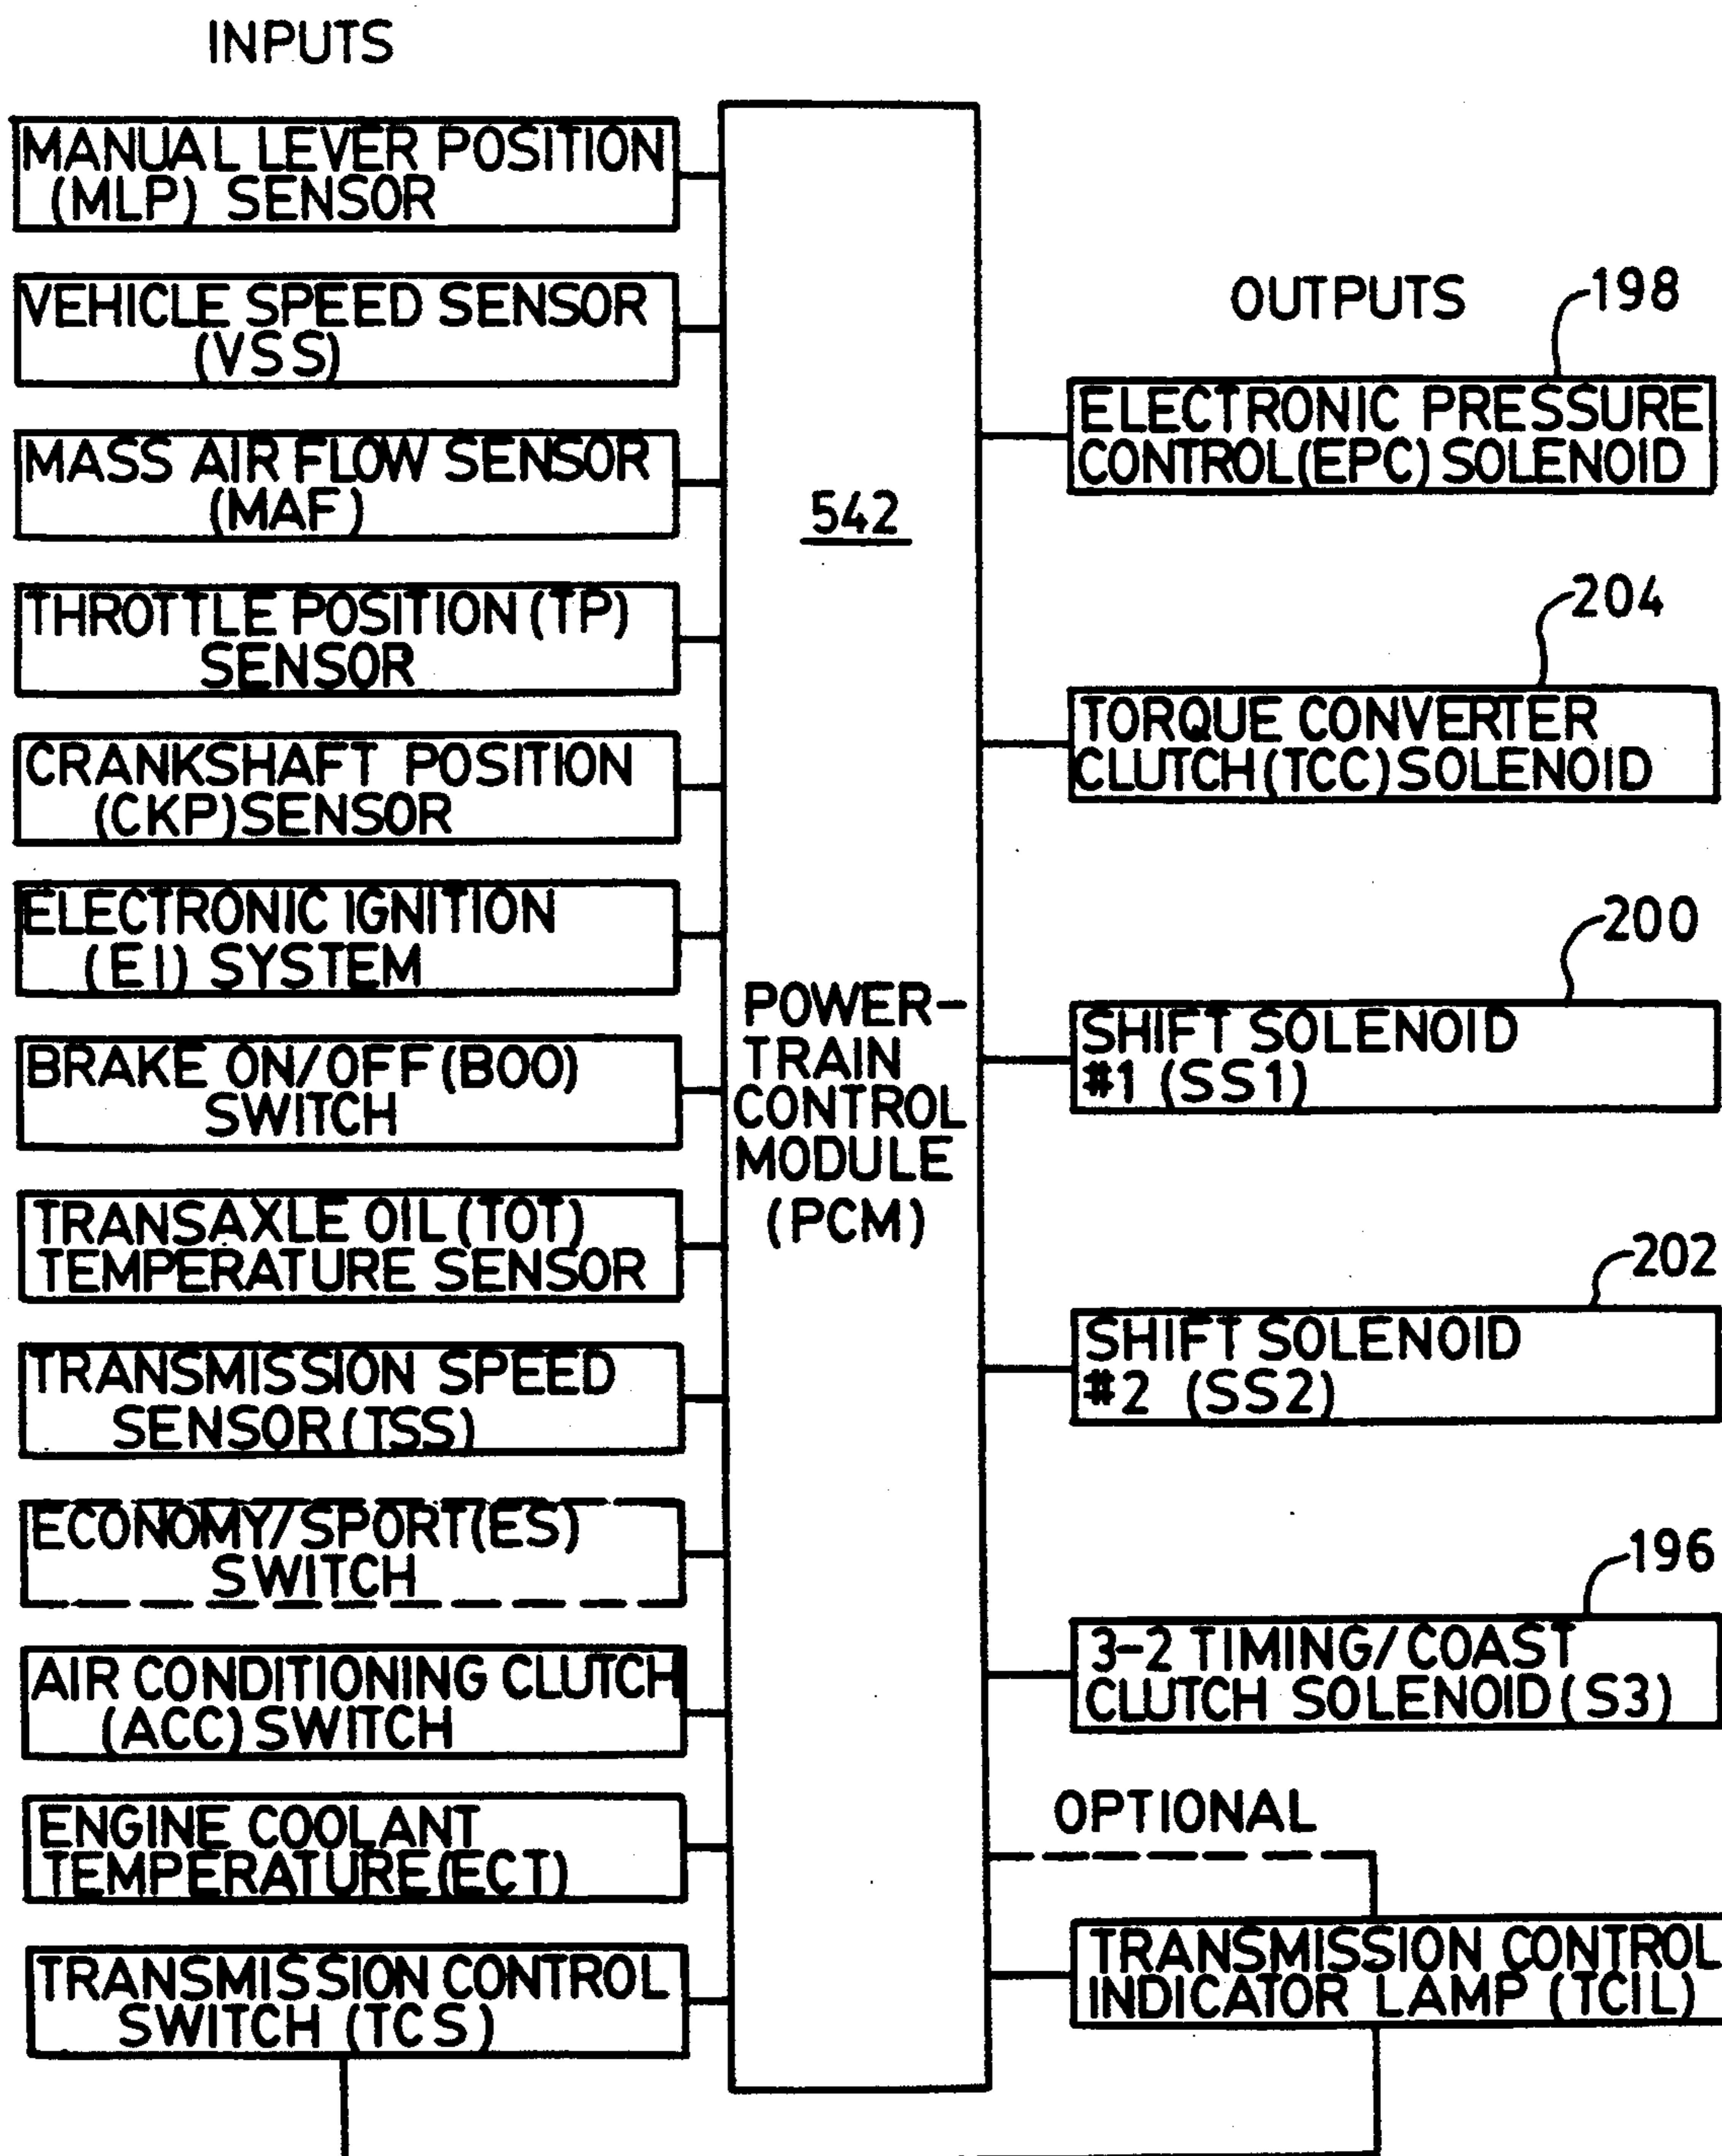 INPUTS
MANUAL LEVER POSITION
(MLP) SENSOR
VEHICLE SPEED SENSOR
(VSS)
MASS AIR FLOW SENSOR
(MAF)
THROTTLE POSITION (TP)
SENSOR
CRANKSHAFT POSITION
(CKP) SENSOR
ELECTRONIC IGNITION
(EI) SYSTEM
BRAKE ON/OFF (BOO)
SWITCH
TRANSAXLE OIL (TOT)
TEMPERATURE SENSOR
TRANSMISSION SPEED
SENSOR (TSS)
ECONOMY/SPORT (ES)
SWITCH
AIR CONDITIONING CLUTCH
(ACC) SWITCH
ENGINE COOLANT
TEMPERATURE (ECT)
TRANSMISSION CONTROL
SWITCH (TCS)
542
POWER-
TRAIN
CONTROL
MODULE
(PCM)
OUTPUTS
198
ELECTRONIC PRESSURE
CONTROL (EPC) SOLENOID
204
TORQUE CONVERTER
CLUTCH (TCC) SOLENOID
200
SHIFT SOLENOID
#1 (SS1)
202
SHIFT SOLENOID
#2 (SS2)
196
3-2 TIMING/COAST
CLUTCH SOLENOID (S3)
OPTIONAL
TRANSMISSION CONTROL
INDICATOR LAMP (TCIL)